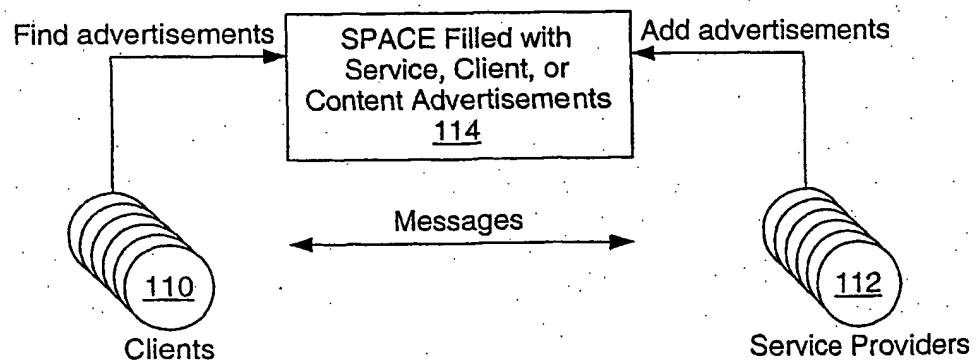 Find advertisements
SPACE Filled with
Service, Client, or
Content Advertisements
114
Add advertisements
Messages
110
Clients
112
Service Providers